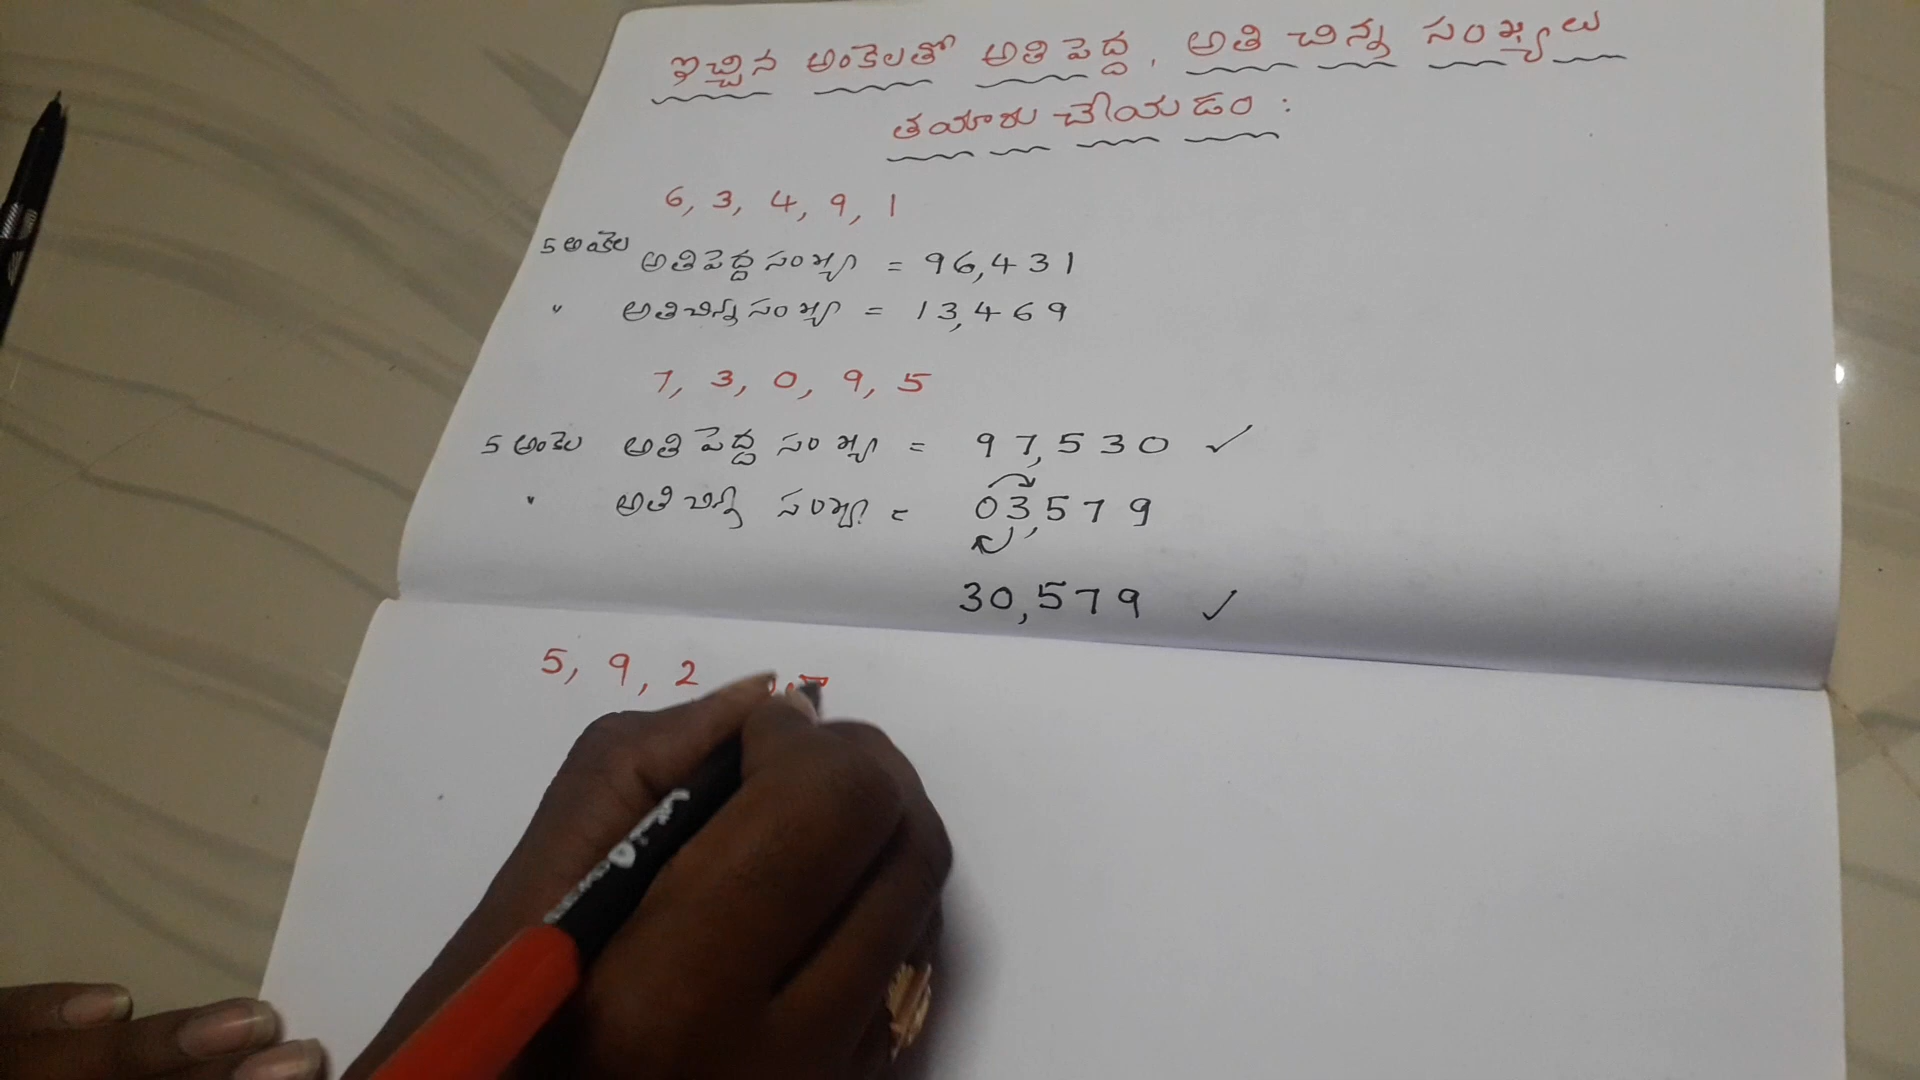 ఇచ్చిన అంకెలతో అతి పెద్ద, అతి చిన్న సంఖ్యలు
తయారు చేయడం :
6, 3, 4, 9, 1
5 అంకెల అతి పెద్ద సంఖ్యా = 96,431
" అతి చిన్న సంఖ్యా = 13,469
7, 3, 0, 9, 5
5 అంకెల అతి పెద్ద సంఖ్యా = 97,530 ✓
" అతి చిన్న సంఖ్యా = 03,579
30,579 ✓
5, 9, 2